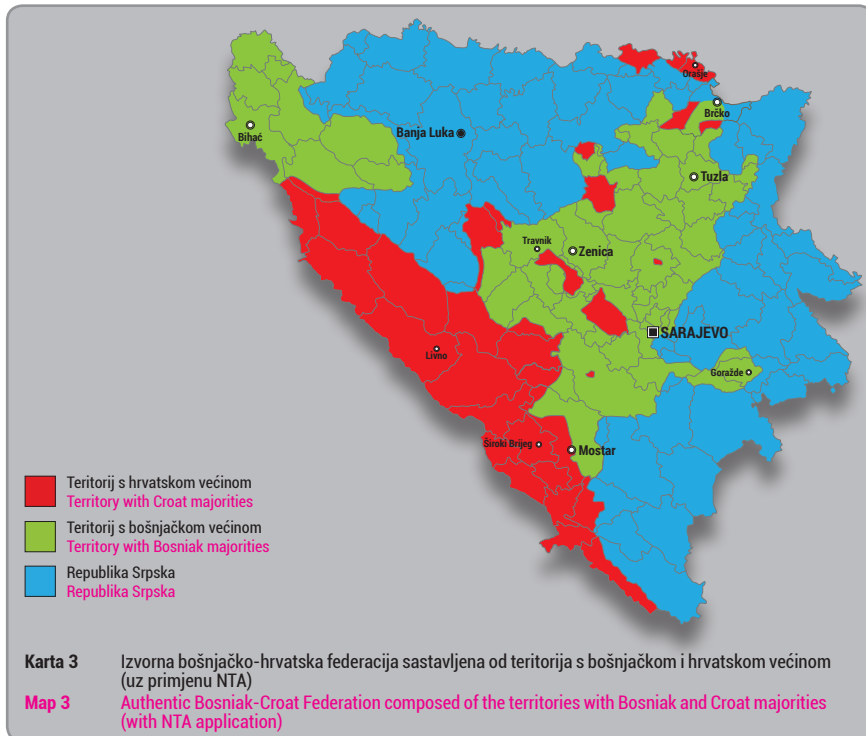 Orašje
Brčko
Bihać
Banja Luka
Tuzla
Travnik
Zenica
SARAJEVO
Livno
Goražde
Široki Brijeg
Mostar
Teritorij s hrvatskom većinom
Territory with Croat majorities
Teritorij s bošnjačkom većinom
Territory with Bosniak majorities
Republika Srpska
Republika Srpska
Karta 3 Izvorna bošnjačko-hrvatska federacija sastavljena od teritorija s bošnjačkom i hrvatskom većinom
(uz primjenu NTA)
Map 3 Authentic Bosniak-Croat Federation composed of the territories with Bosniak and Croat majorities
(with NTA application)